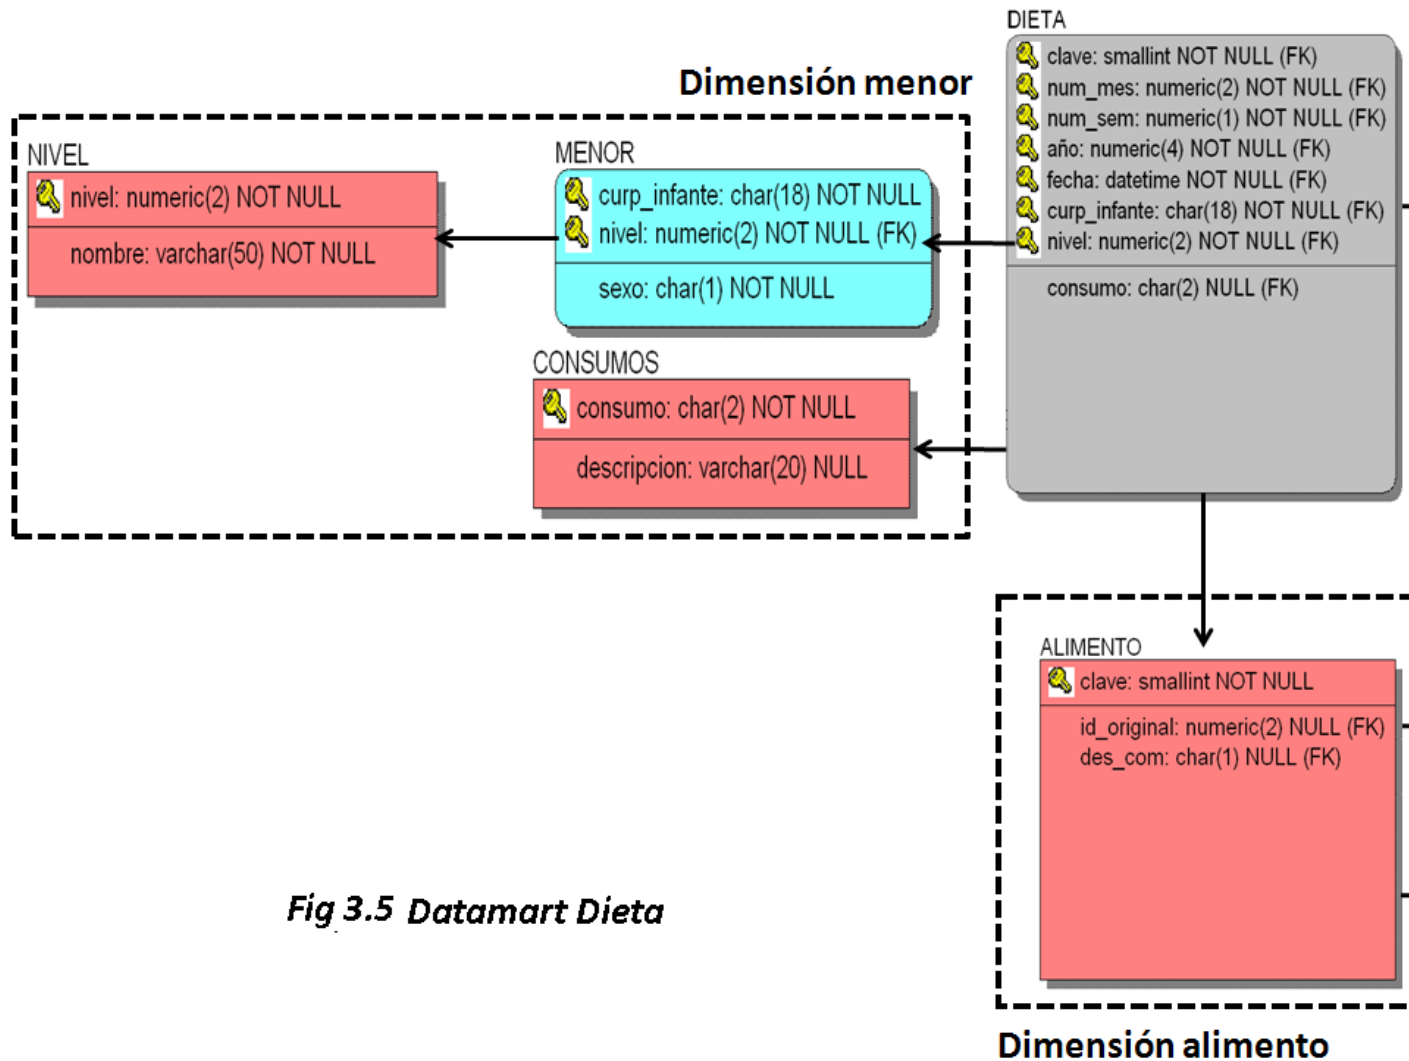 DIETA
clave: smallint NOT NULL (FK)
num_mes: numeric(2) NOT NULL (FK)
num_sem: numeric(1) NOT NULL (FK)
año: numeric(4) NOT NULL (FK)
fecha: datetime NOT NULL (FK)
curp_infante: char(18) NOT NULL (FK)
nivel: numeric(2) NOT NULL (FK)
consumo: char(2) NULL (FK)
Dimensión menor
NIVEL
nivel: numeric(2) NOT NULL
nombre: varchar(50) NOT NULL
MENOR
curp_infante: char(18) NOT NULL
nivel: numeric(2) NOT NULL (FK)
sexo: char(1) NOT NULL
CONSUMOS
consumo: char(2) NOT NULL
descripcion: varchar(20) NULL
ALIMENTO
clave: smallint NOT NULL
id_original: numeric(2) NULL (FK)
des_com: char(1) NULL (FK)
Fig 3.5 Datamart Dieta
Dimensión alimento